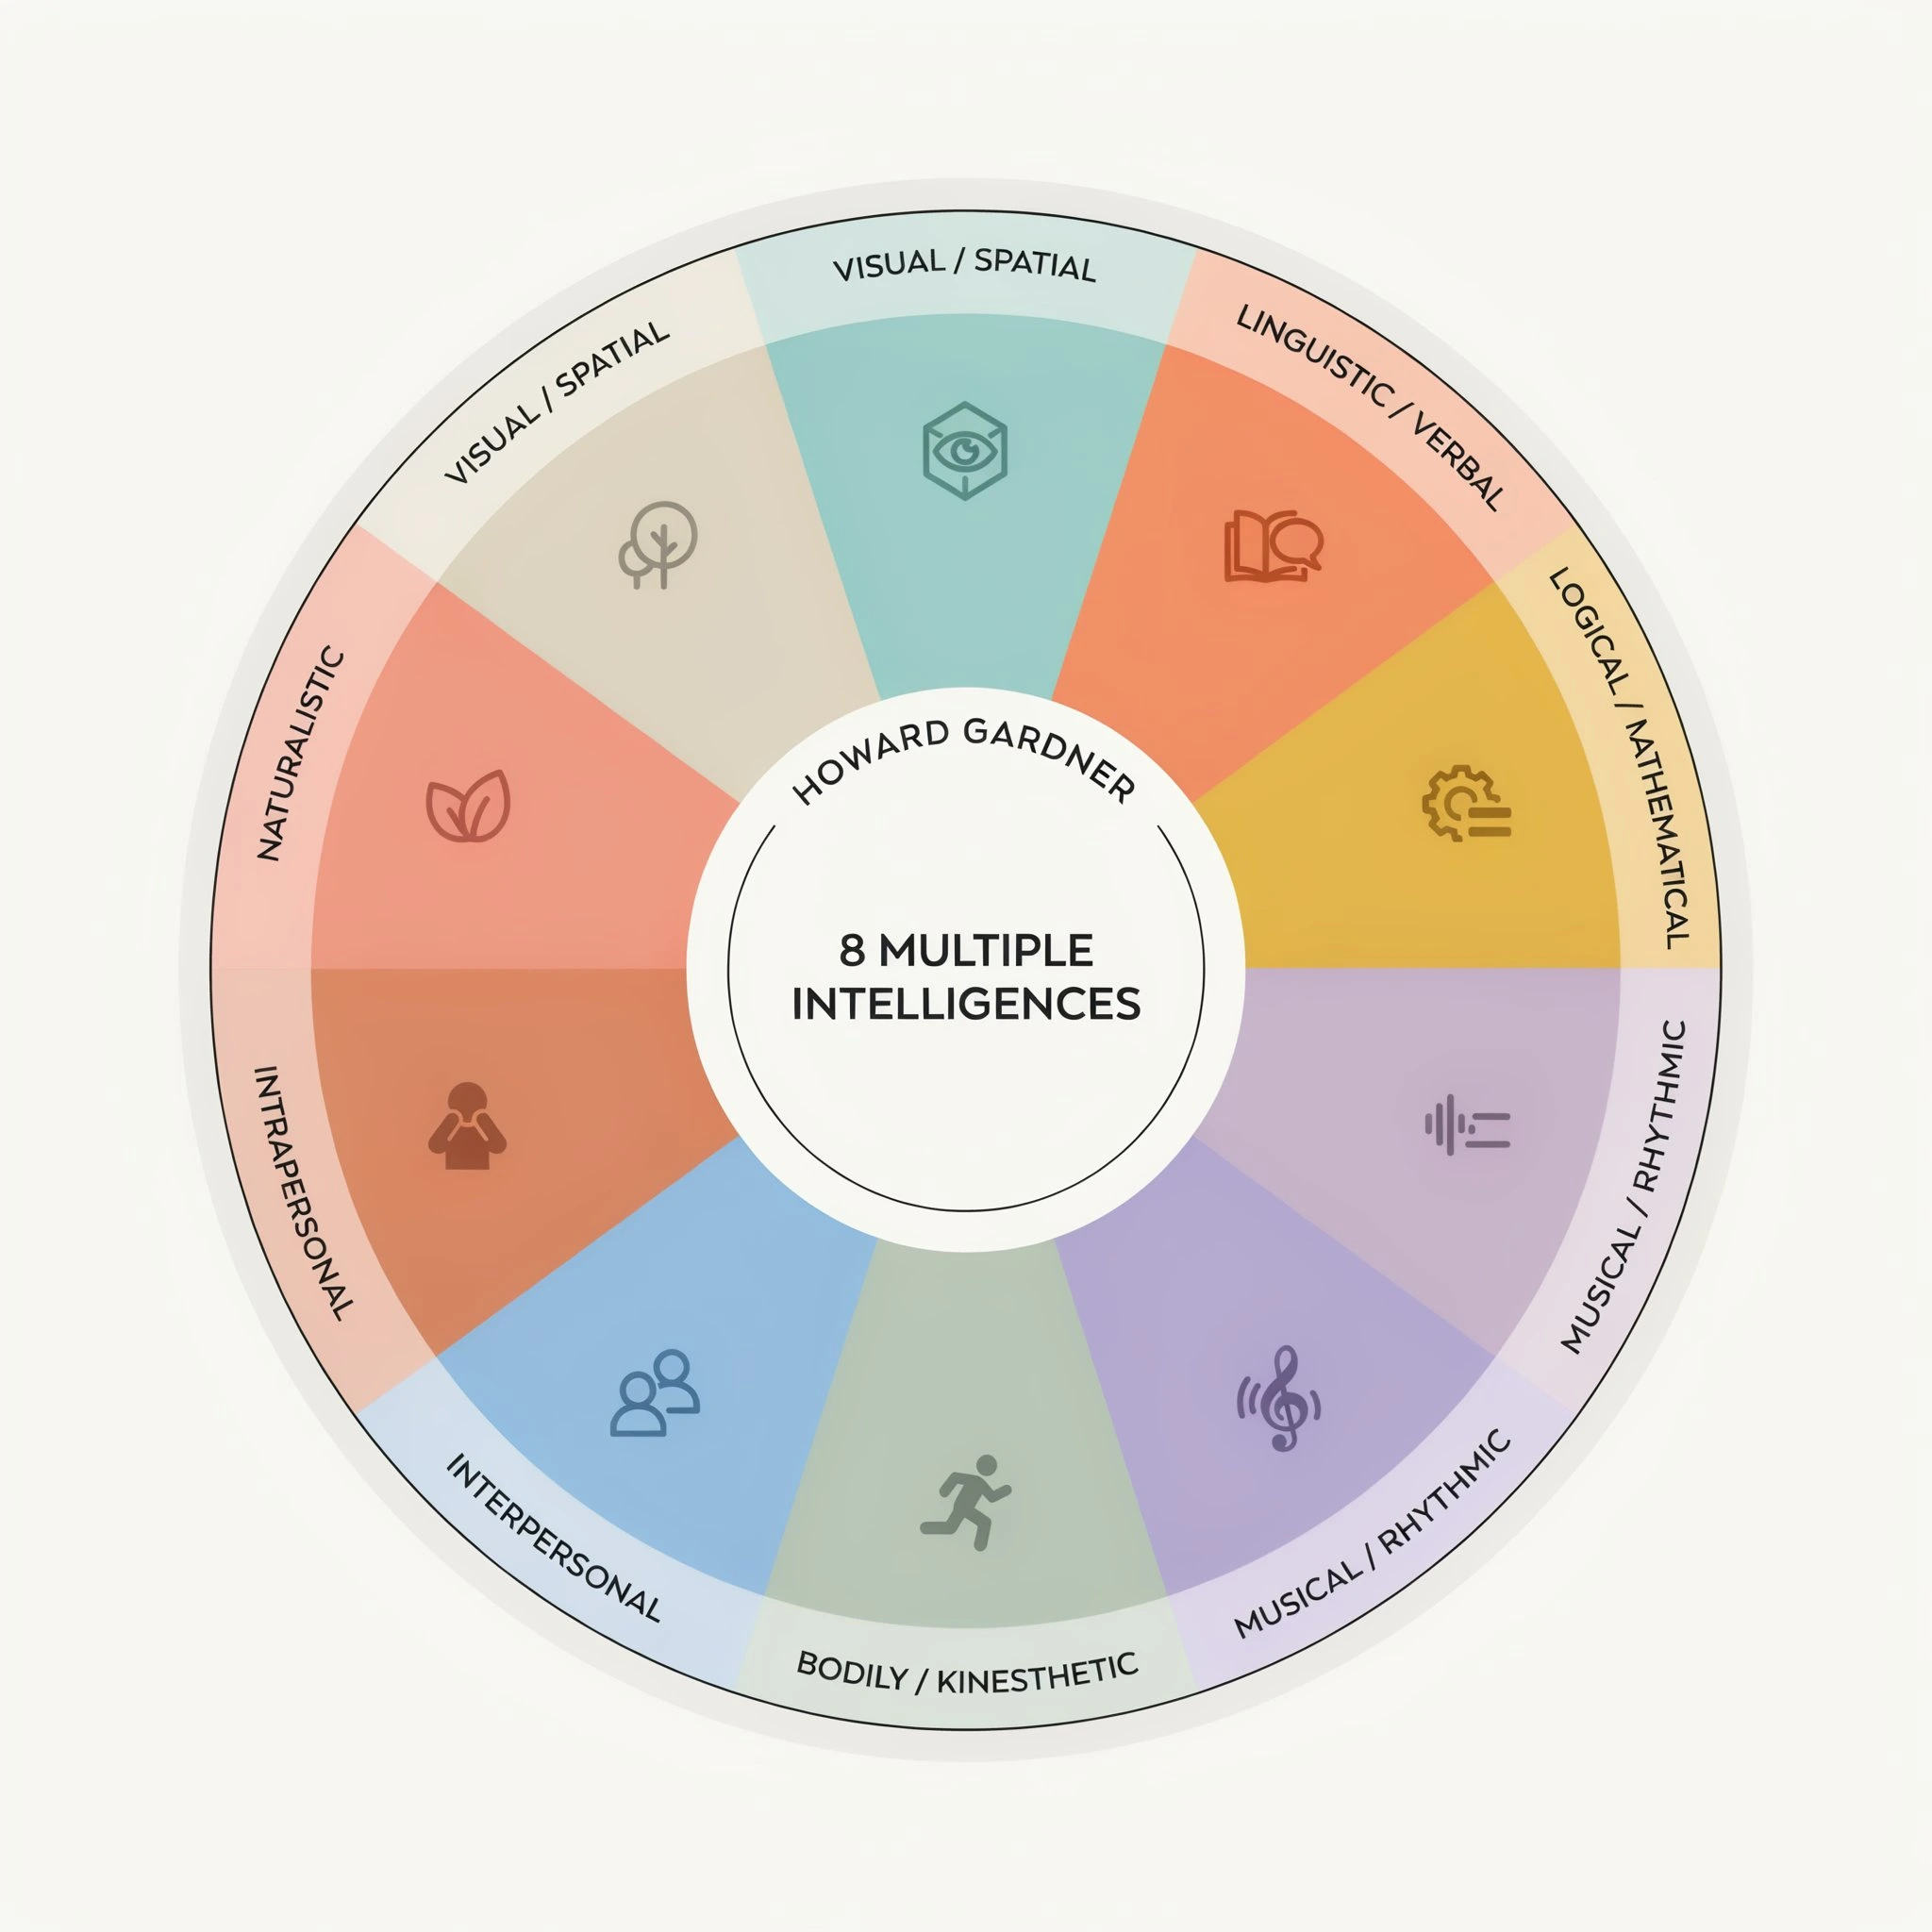 HOWARD GARDNER
8 MULTIPLE
INTELLIGENCES
VISUAL / SPATIAL
LINGUISTIC / VERBAL
LOGICAL / MATHEMATICAL
MUSICAL / RHYTHMIC
MUSICAL / RHYTHMIC
BODILY / KINESTHETIC
INTERPERSONAL
INTRAPERSONAL
NATURALISTIC
VISUAL / SPATIAL